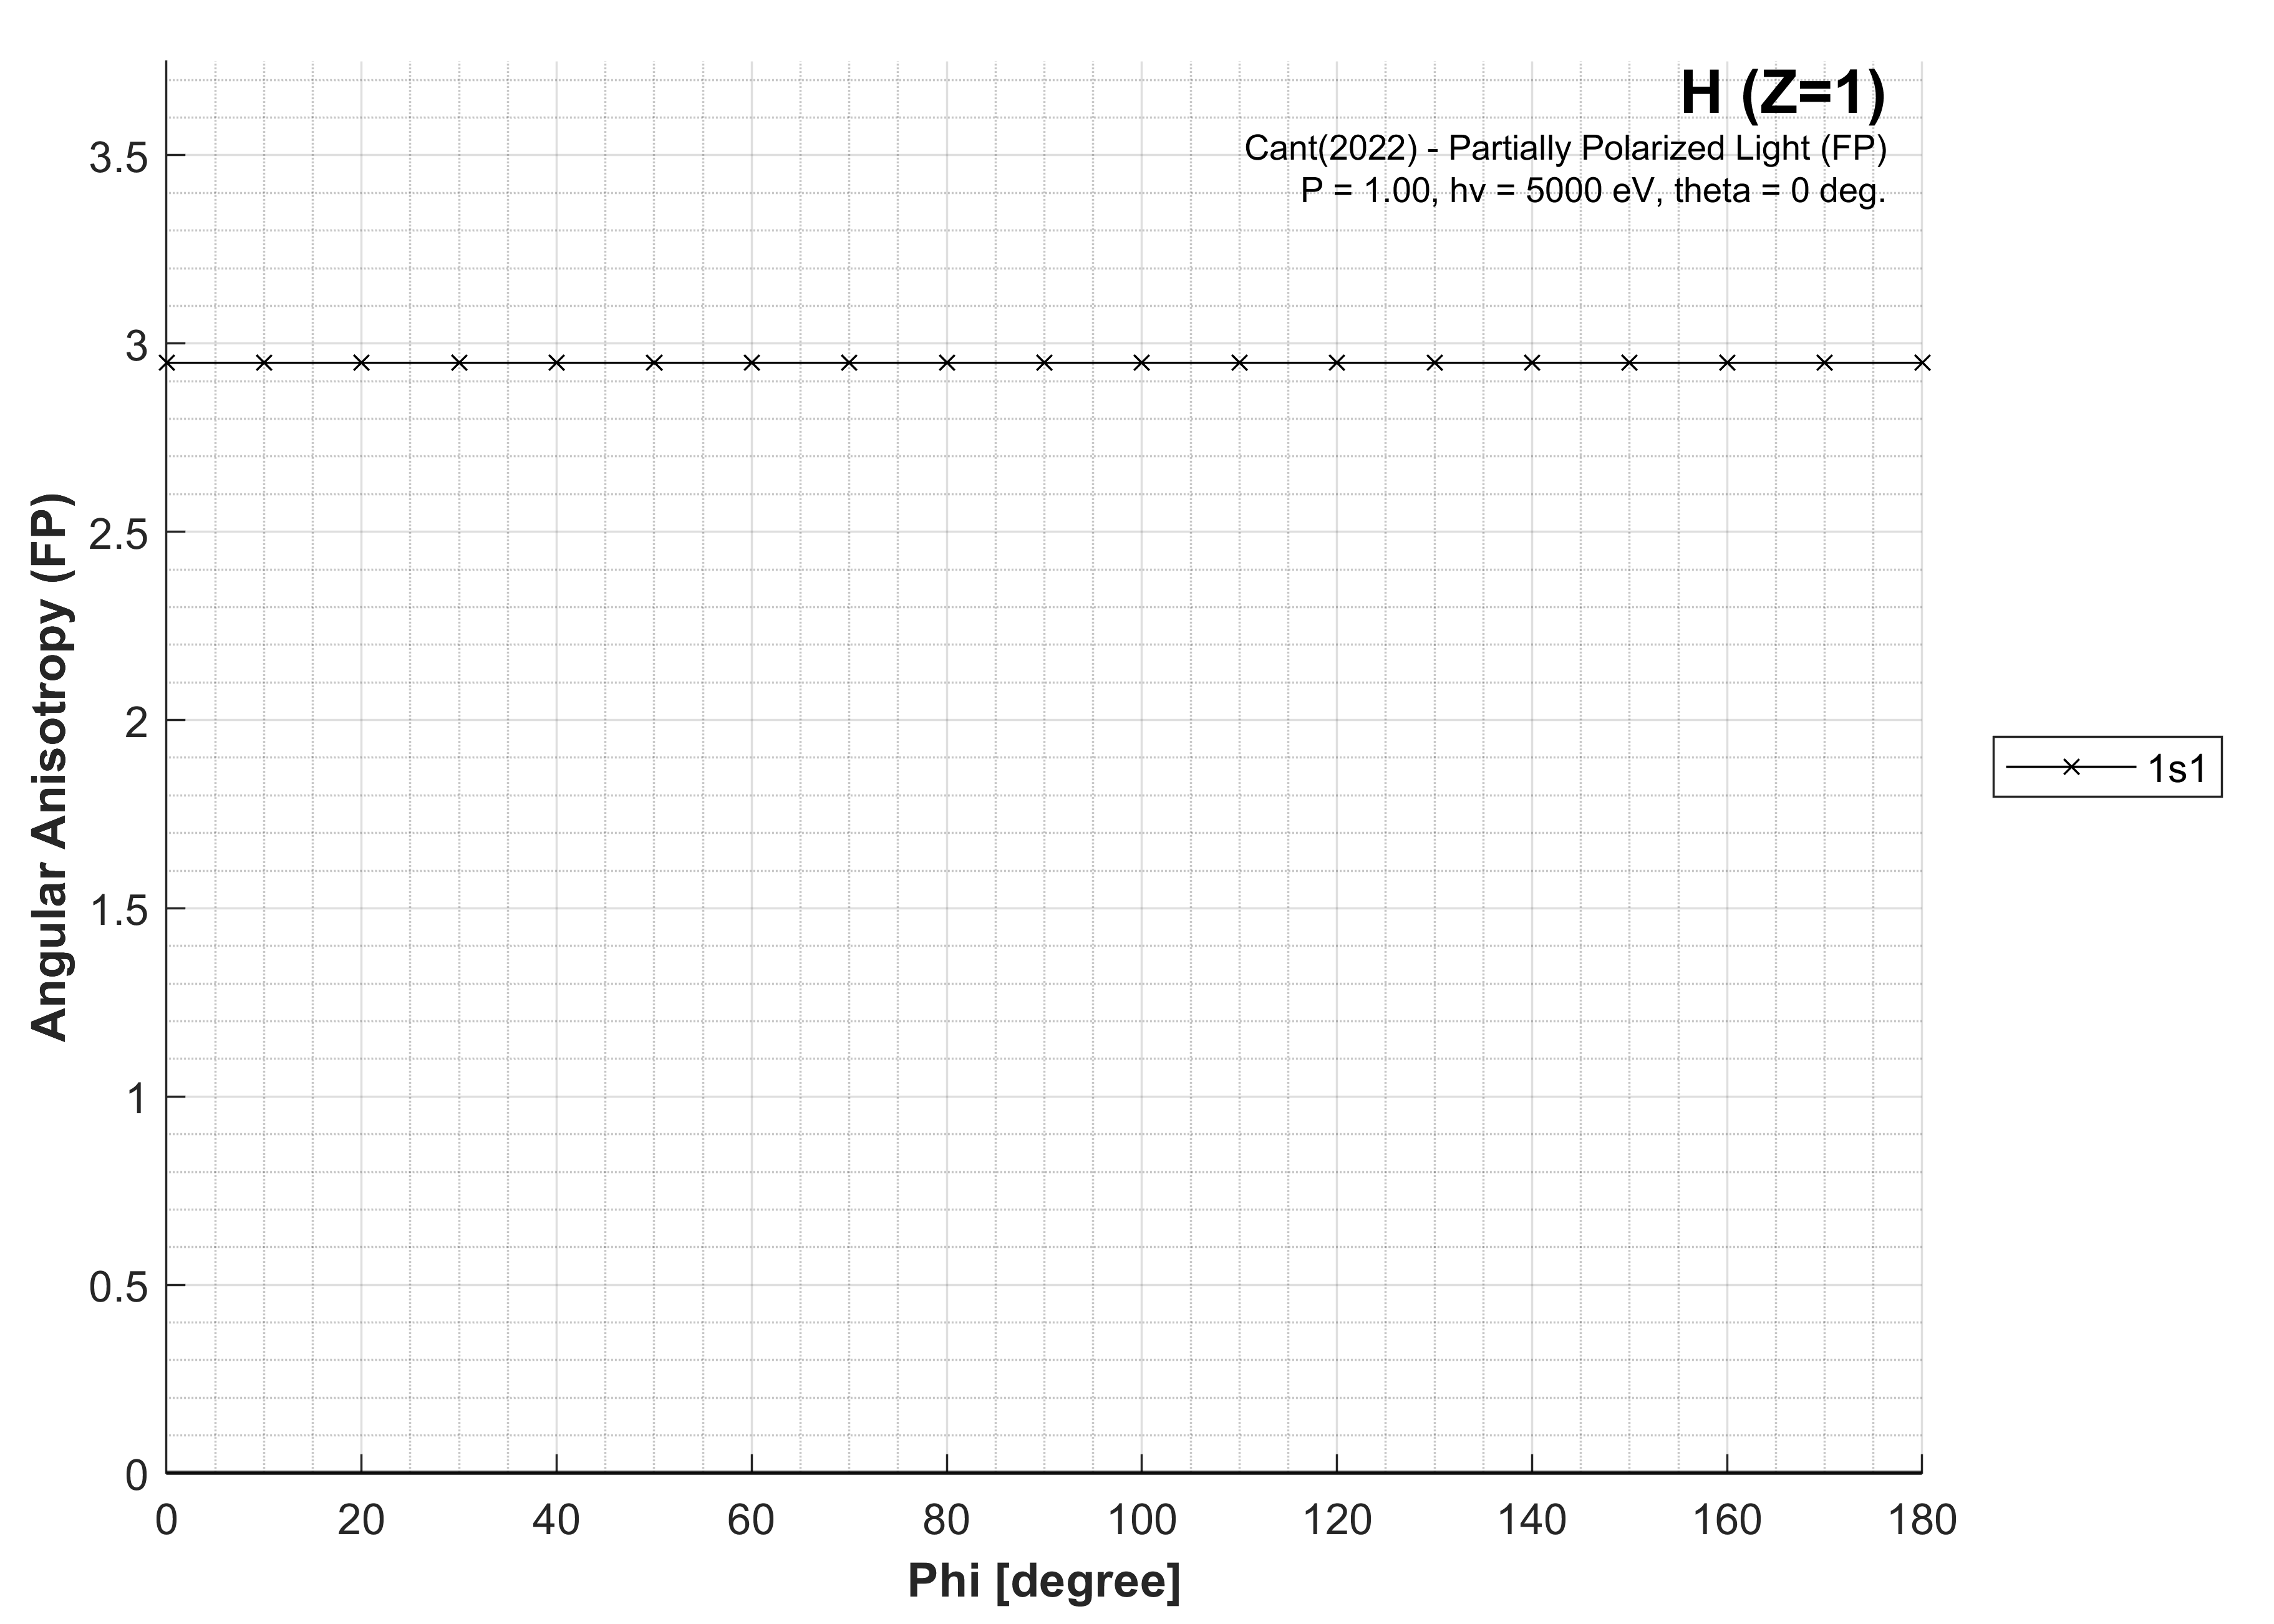 H (Z=1)
Cant(2022) - Partially Polarized Light (FP)
P = 1.00, hv = 5000 eV, theta = 0 deg.
3.5
3
2.5
2
1.5
1
0.5
0
Angular Anisotropy (FP)
1s1
0 20 40 60 80 100 120 140 160 180
Phi [degree]